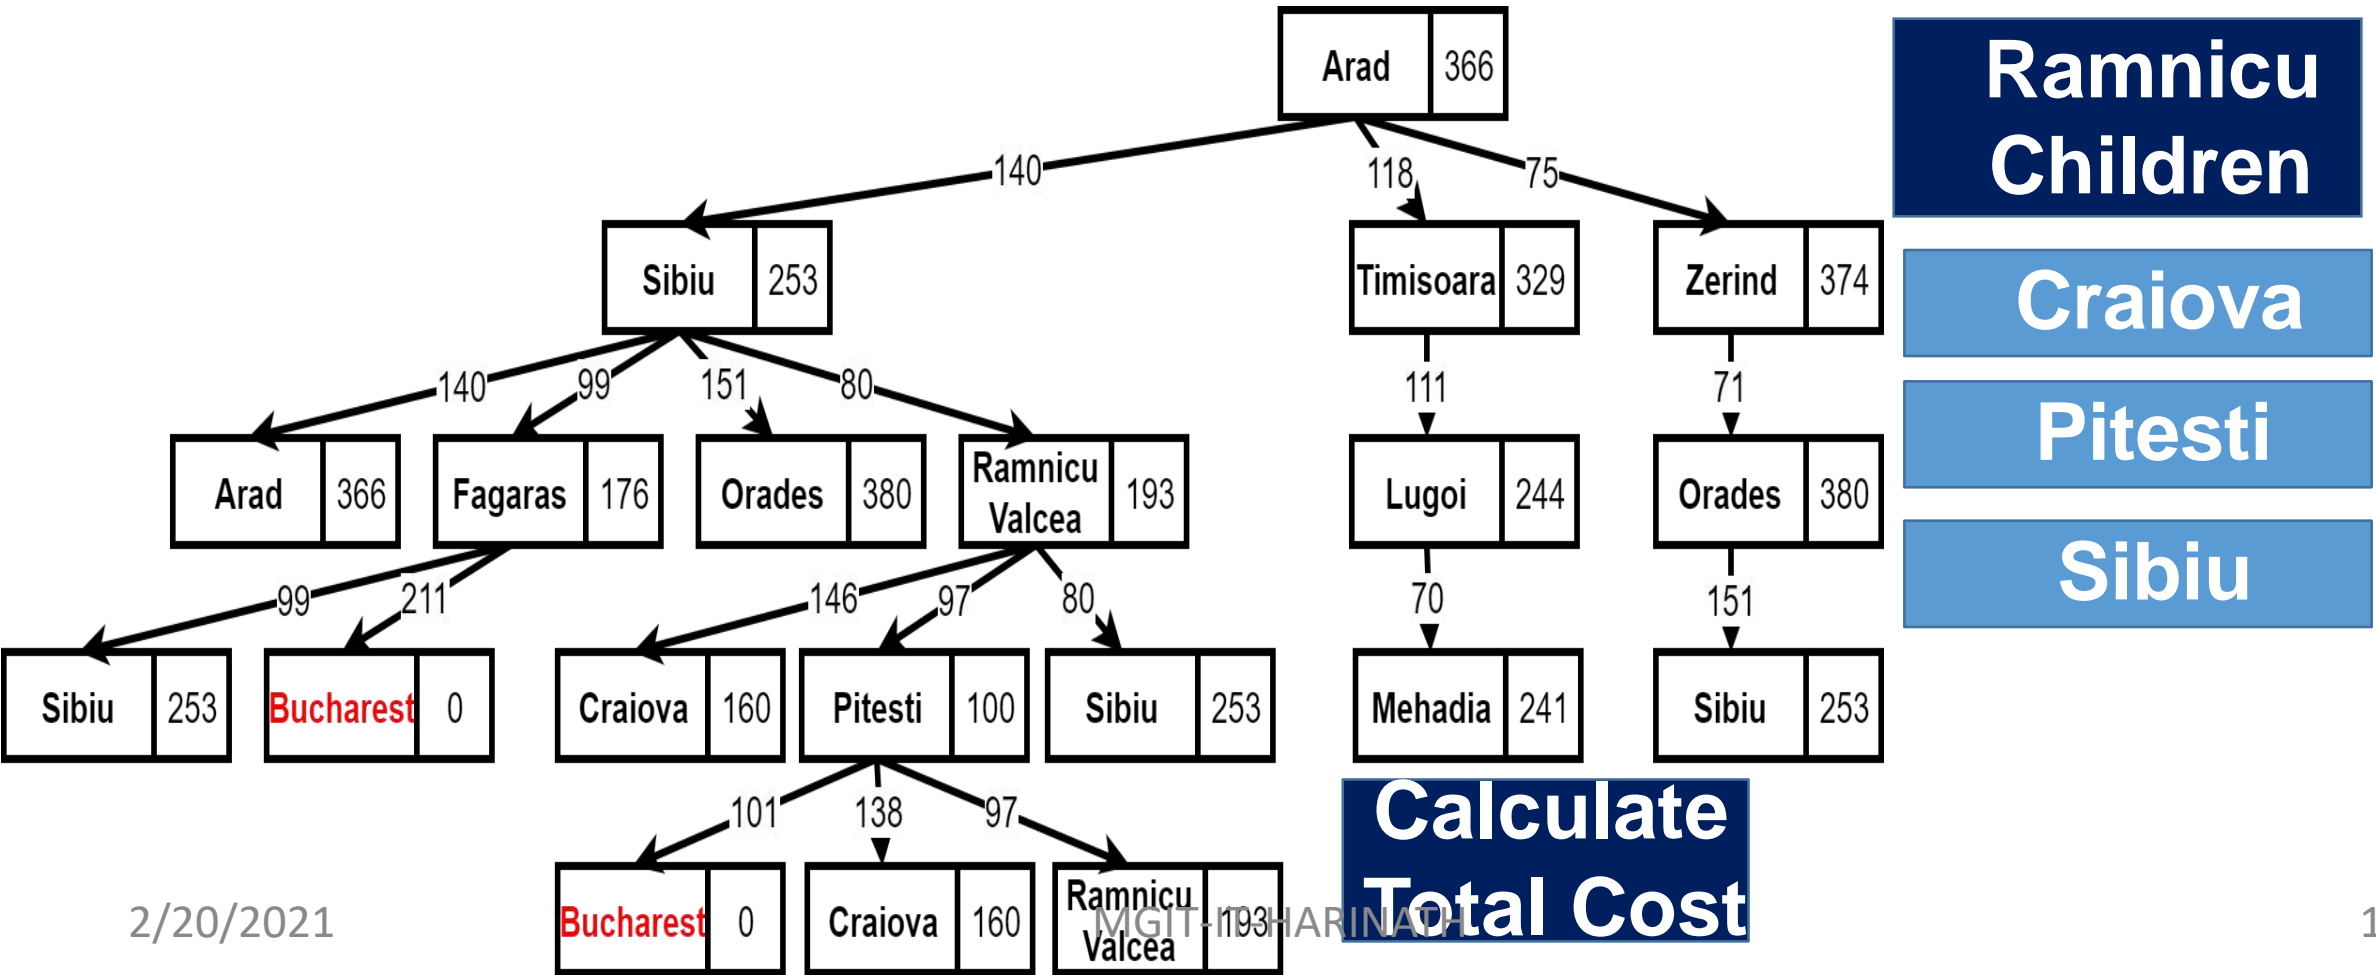 Arad 366
Ramnicu
Children
140 118 75
Sibiu 253 Timisoara 329 Zerind 374
Craiova
140 99 151 80 111 71
Pitesti
Arad 366 Fagaras 176 Orades 380 Ramnicu Valcea 193 Lugoi 244 Orades 380
Sibiu
99 211 146 97 80 70 151
Sibiu 253 Bucharest 0 Craiova 160 Pitesti 100 Sibiu 253 Mehadia 241 Sibiu 253
101 138 97
Calculate
Total Cost
Bucharest 0 Craiova 160 Ramnicu Valcea 193
2/20/2021 HARINATH 1